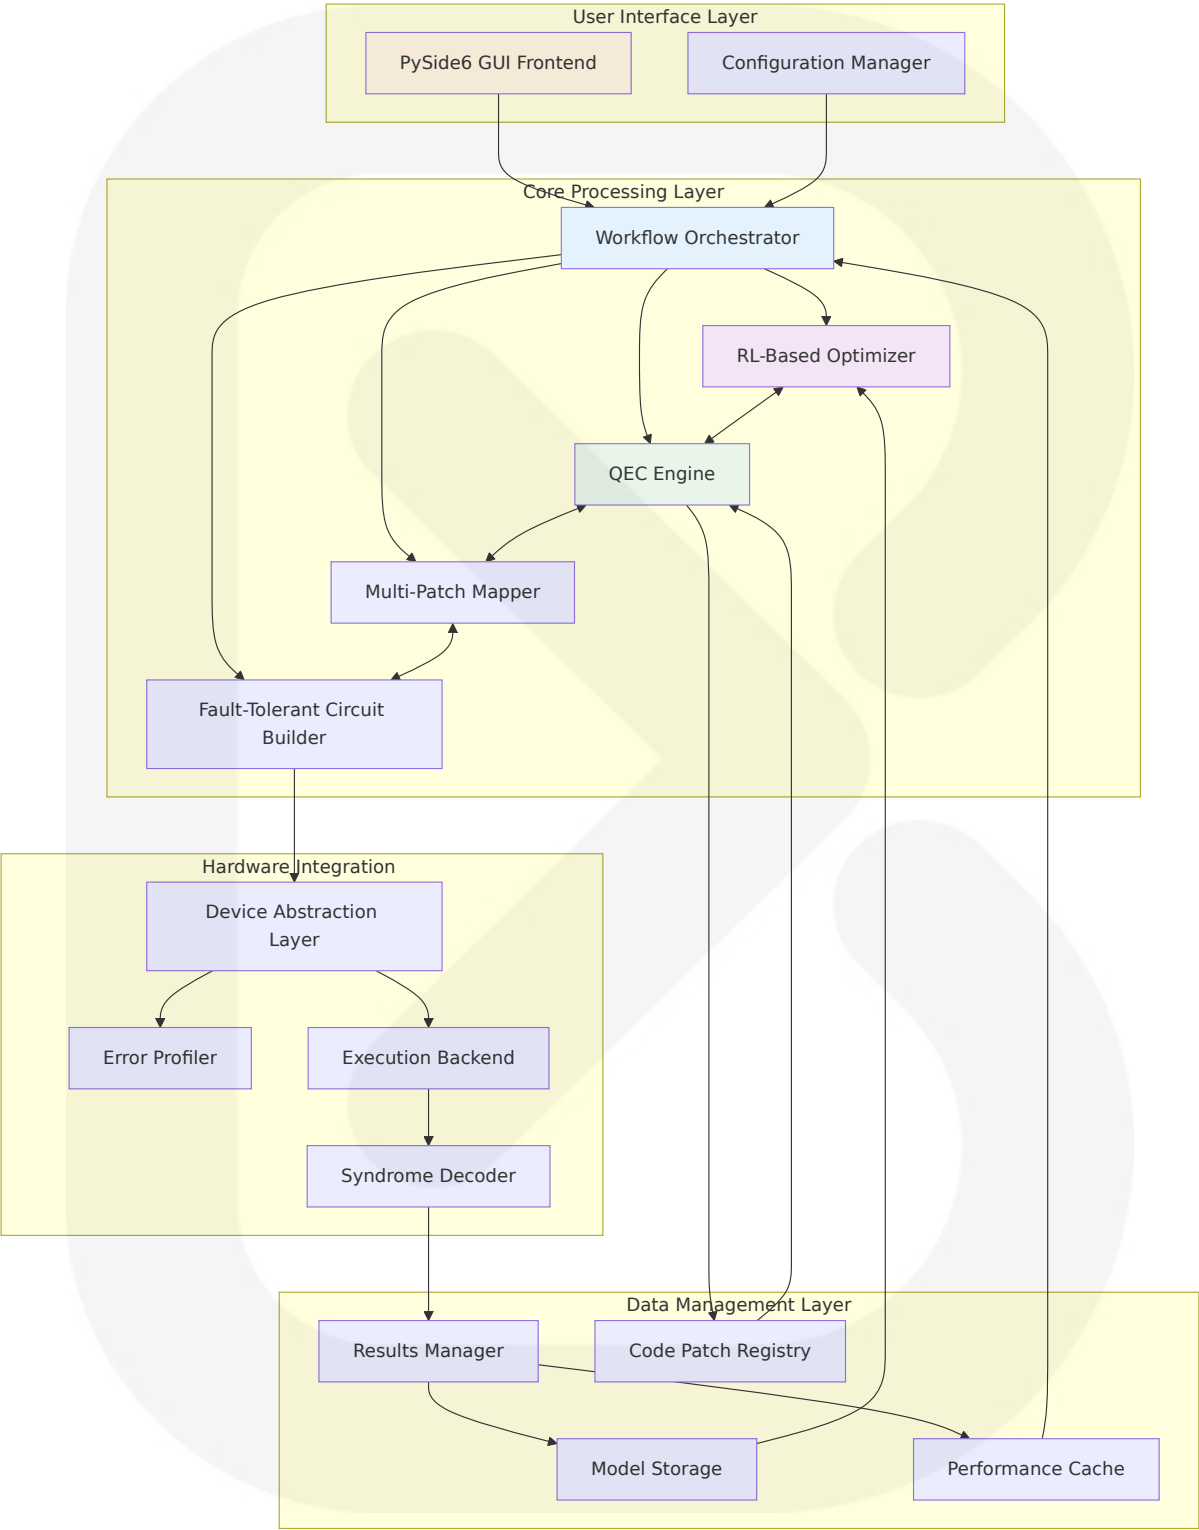 User Interface Layer
PySide6 GUI Frontend
Configuration Manager
Core Processing Layer
Workflow Orchestrator
RL-Based Optimizer
QEC Engine
Multi-Patch Mapper
Fault-Tolerant Circuit
Builder
Hardware Integration
Device Abstraction
Layer
Error Profiler
Execution Backend
Syndrome Decoder
Data Management Layer
Results Manager
Code Patch Registry
Model Storage
Performance Cache